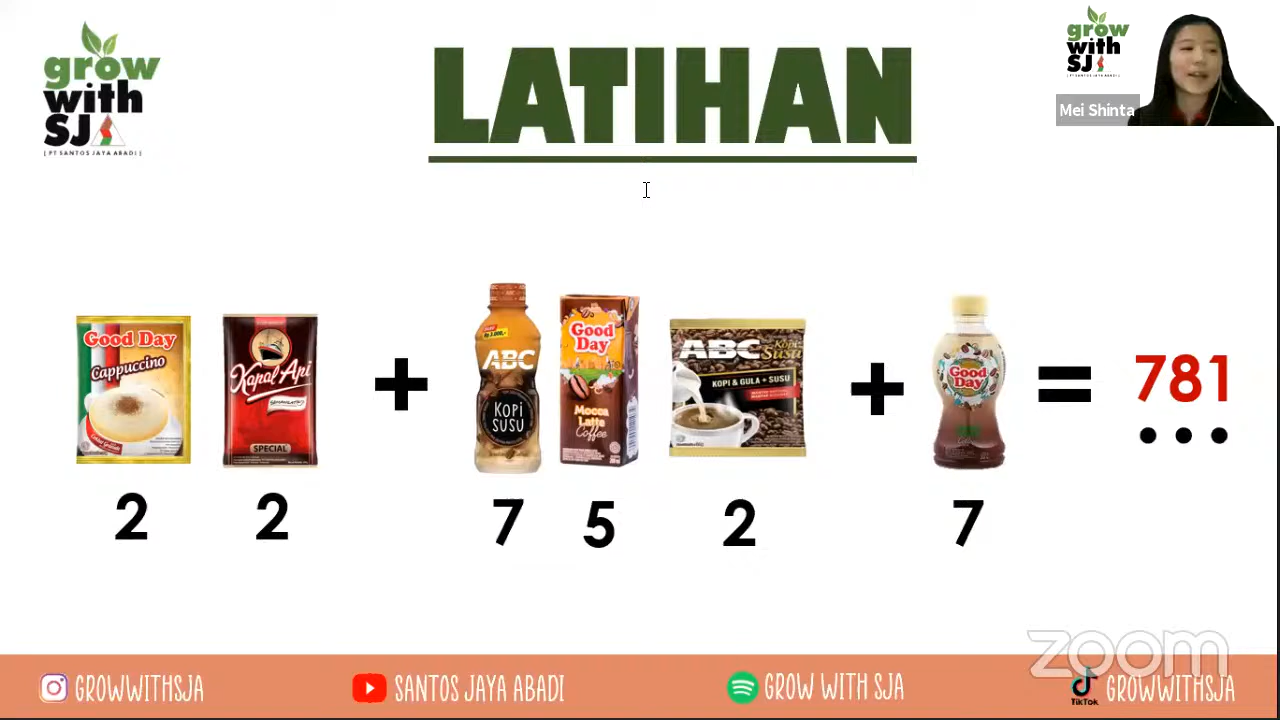 grow
with
SJA
[ PT SANTOS JAYA ABADI ]
LATIHAN
grow
with
SJ
Mei Shinta
Good Day
Cappuccino
Kapal Api
SPECIAL
+
ABC
KOPI
SUSU
Good
Day
Mocca
Latte
Coffee
ABC Kopi
Susu
KOPI & GULA + SUSU
+
Good
Day
=
781
...
2 2 7 5 2 7
zoom
GROWWITHSJA
SANTOS JAYA ABADI
GROW WITH SJA
TikTok
GROWWITHSJA